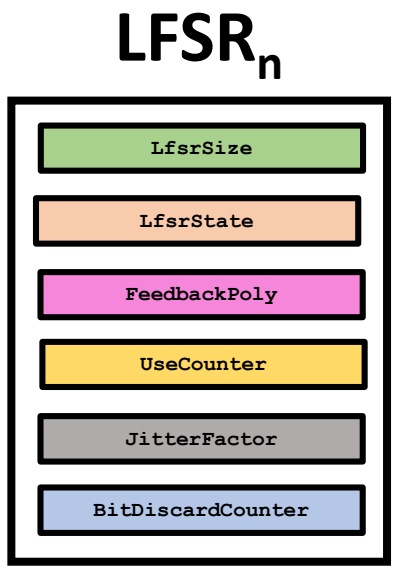 LFSRn
LfsrSize
LfsrState
FeedbackPoly
UseCounter
JitterFactor
BitDiscardCounter